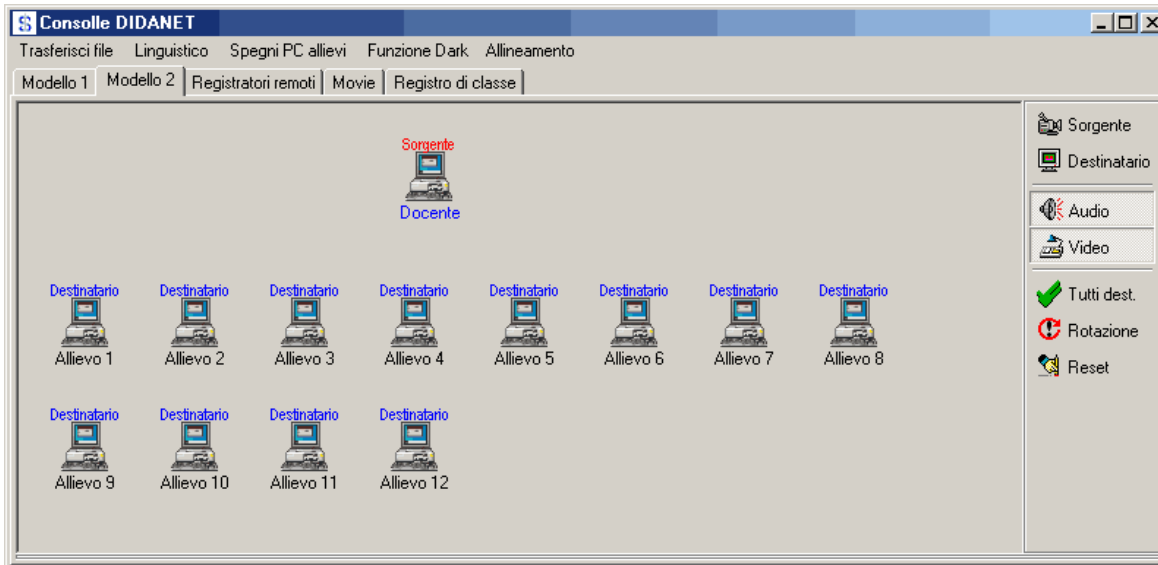 Consolle DIDANET
Trasferisci file Linguistico Spegni PC allievi Funzione Dark Allineamento
Modello 1 Modello 2 Registratori remoti Movie Registro di classe
Sorgente
Docente
Destinatario Destinatario Destinatario Destinatario Destinatario Destinatario Destinatario Destinatario
Allievo 1 Allievo 2 Allievo 3 Allievo 4 Allievo 5 Allievo 6 Allievo 7 Allievo 8
Destinatario Destinatario Destinatario Destinatario
Allievo 9 Allievo 10 Allievo 11 Allievo 12
Sorgente
Destinatario
Audio
Video
Tutti dest.
Rotazione
Reset